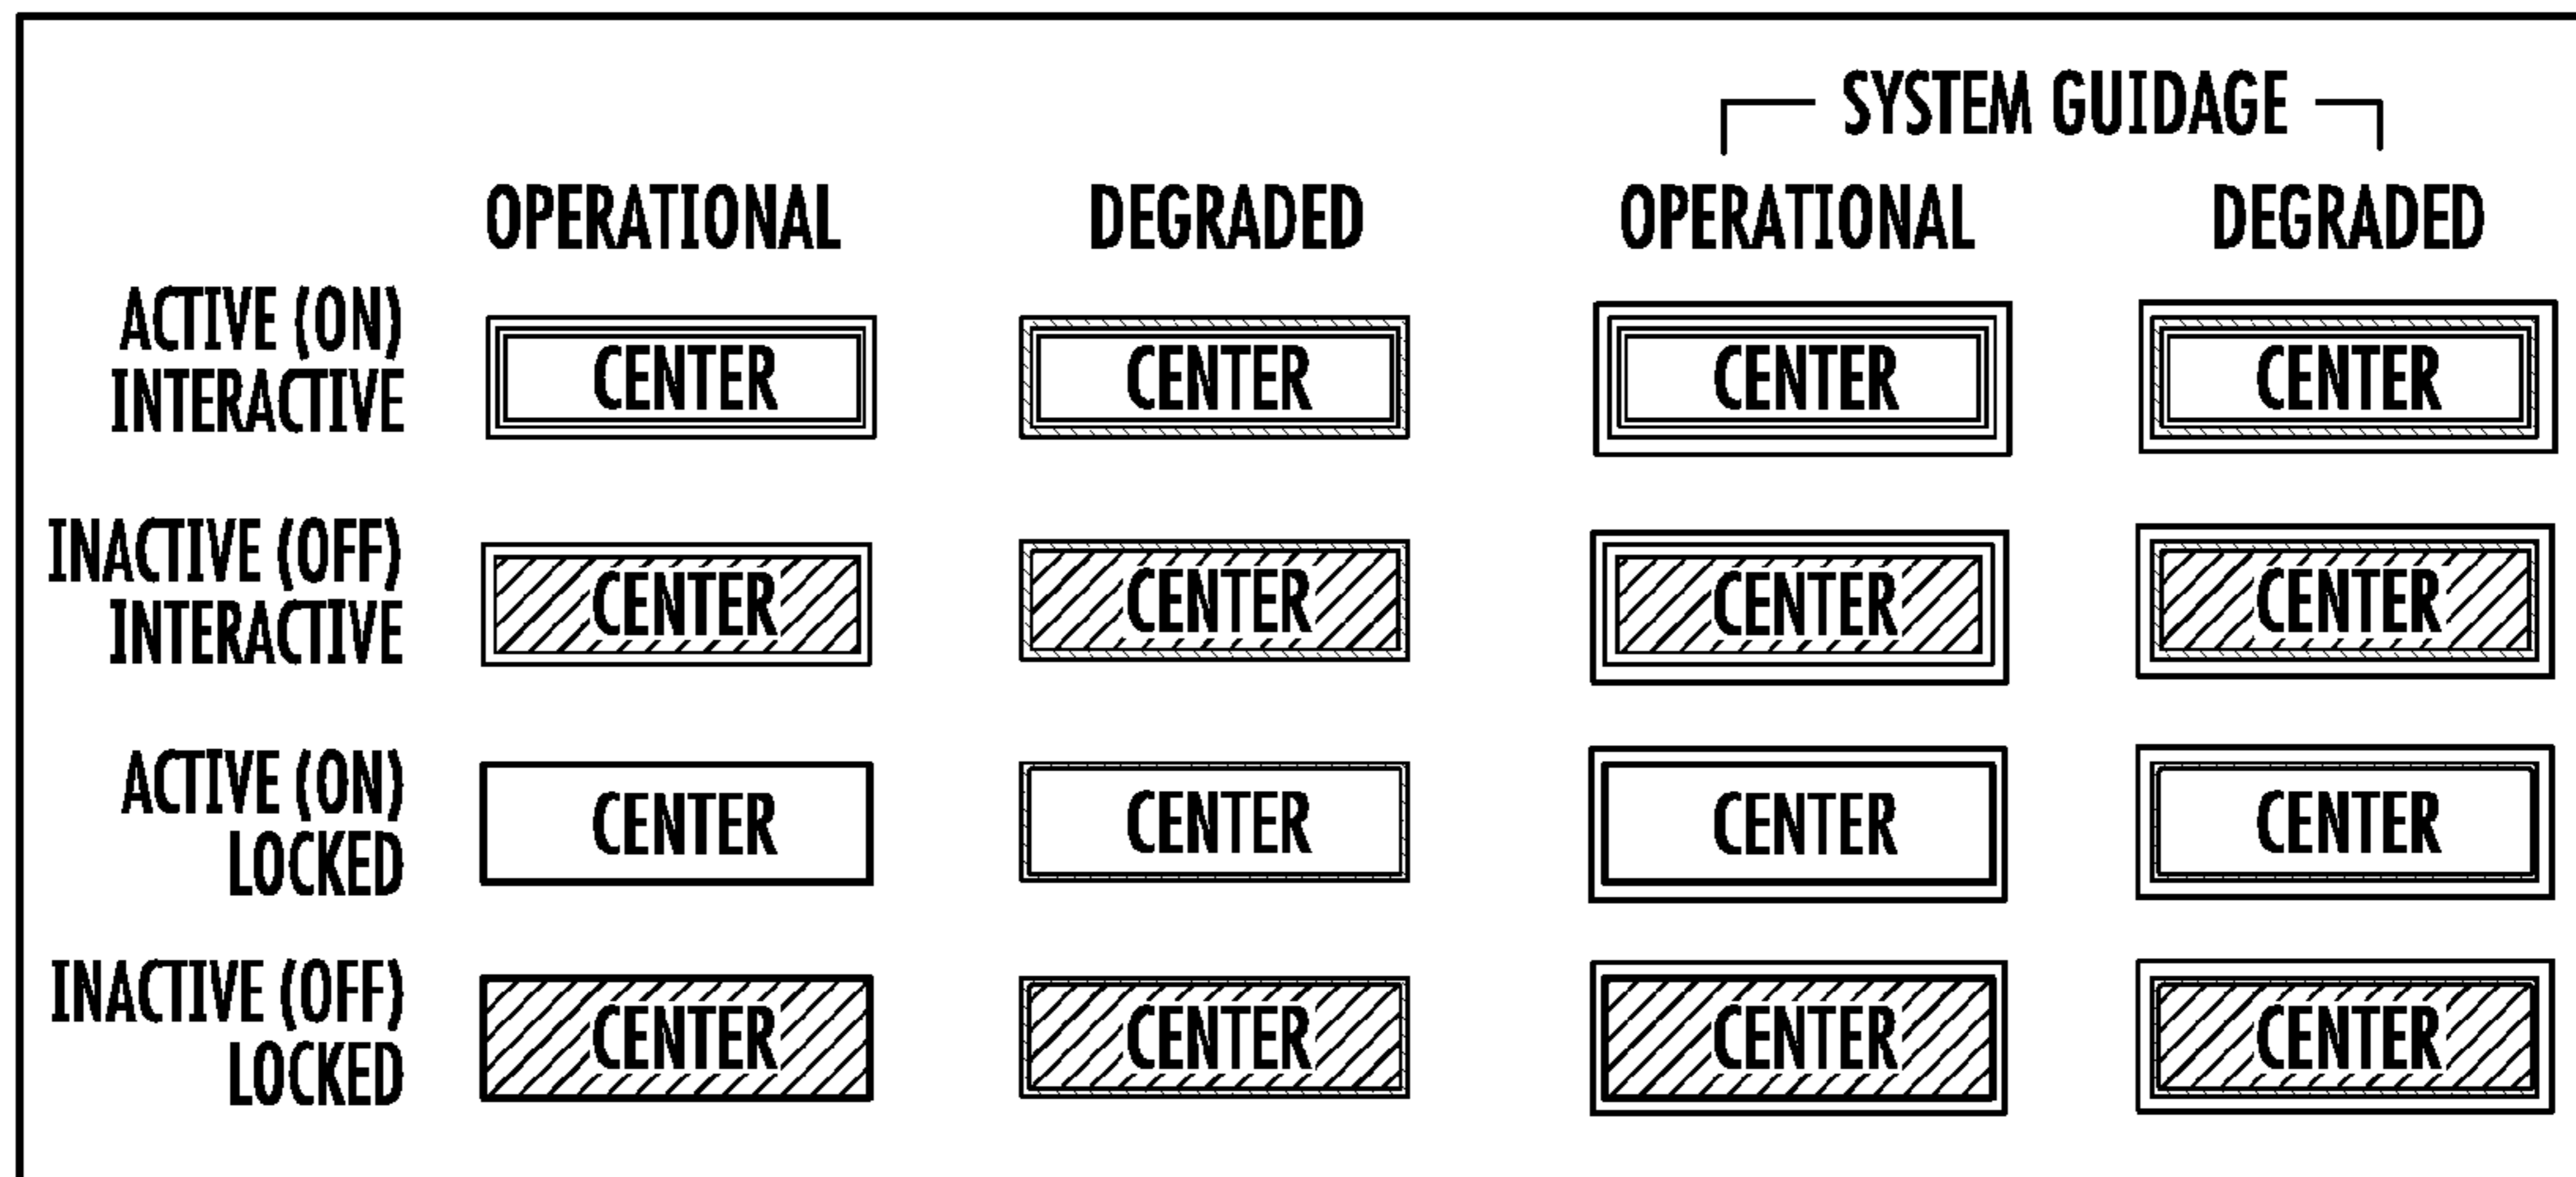 SYSTEM GUIDAGE
OPERATIONAL DEGRADED OPERATIONAL DEGRADED
ACTIVE (ON)
INTERACTIVE
CENTER CENTER CENTER CENTER
INACTIVE (OFF)
INTERACTIVE
CENTER CENTER CENTER CENTER
ACTIVE (ON)
LOCKED
CENTER CENTER CENTER CENTER
INACTIVE (OFF)
LOCKED
CENTER CENTER CENTER CENTER